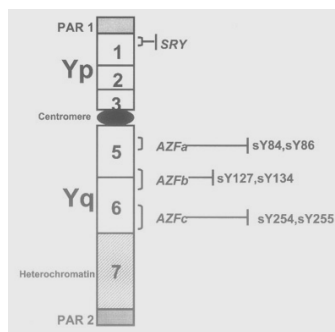 PAR 1
1
SRY
Yp
2
3
Centromere
5
AZFa sY84,sY86
AZFb sY127,sY134
Yq
6
AZFc sY254,sY255
7
Heterochromatin
PAR 2